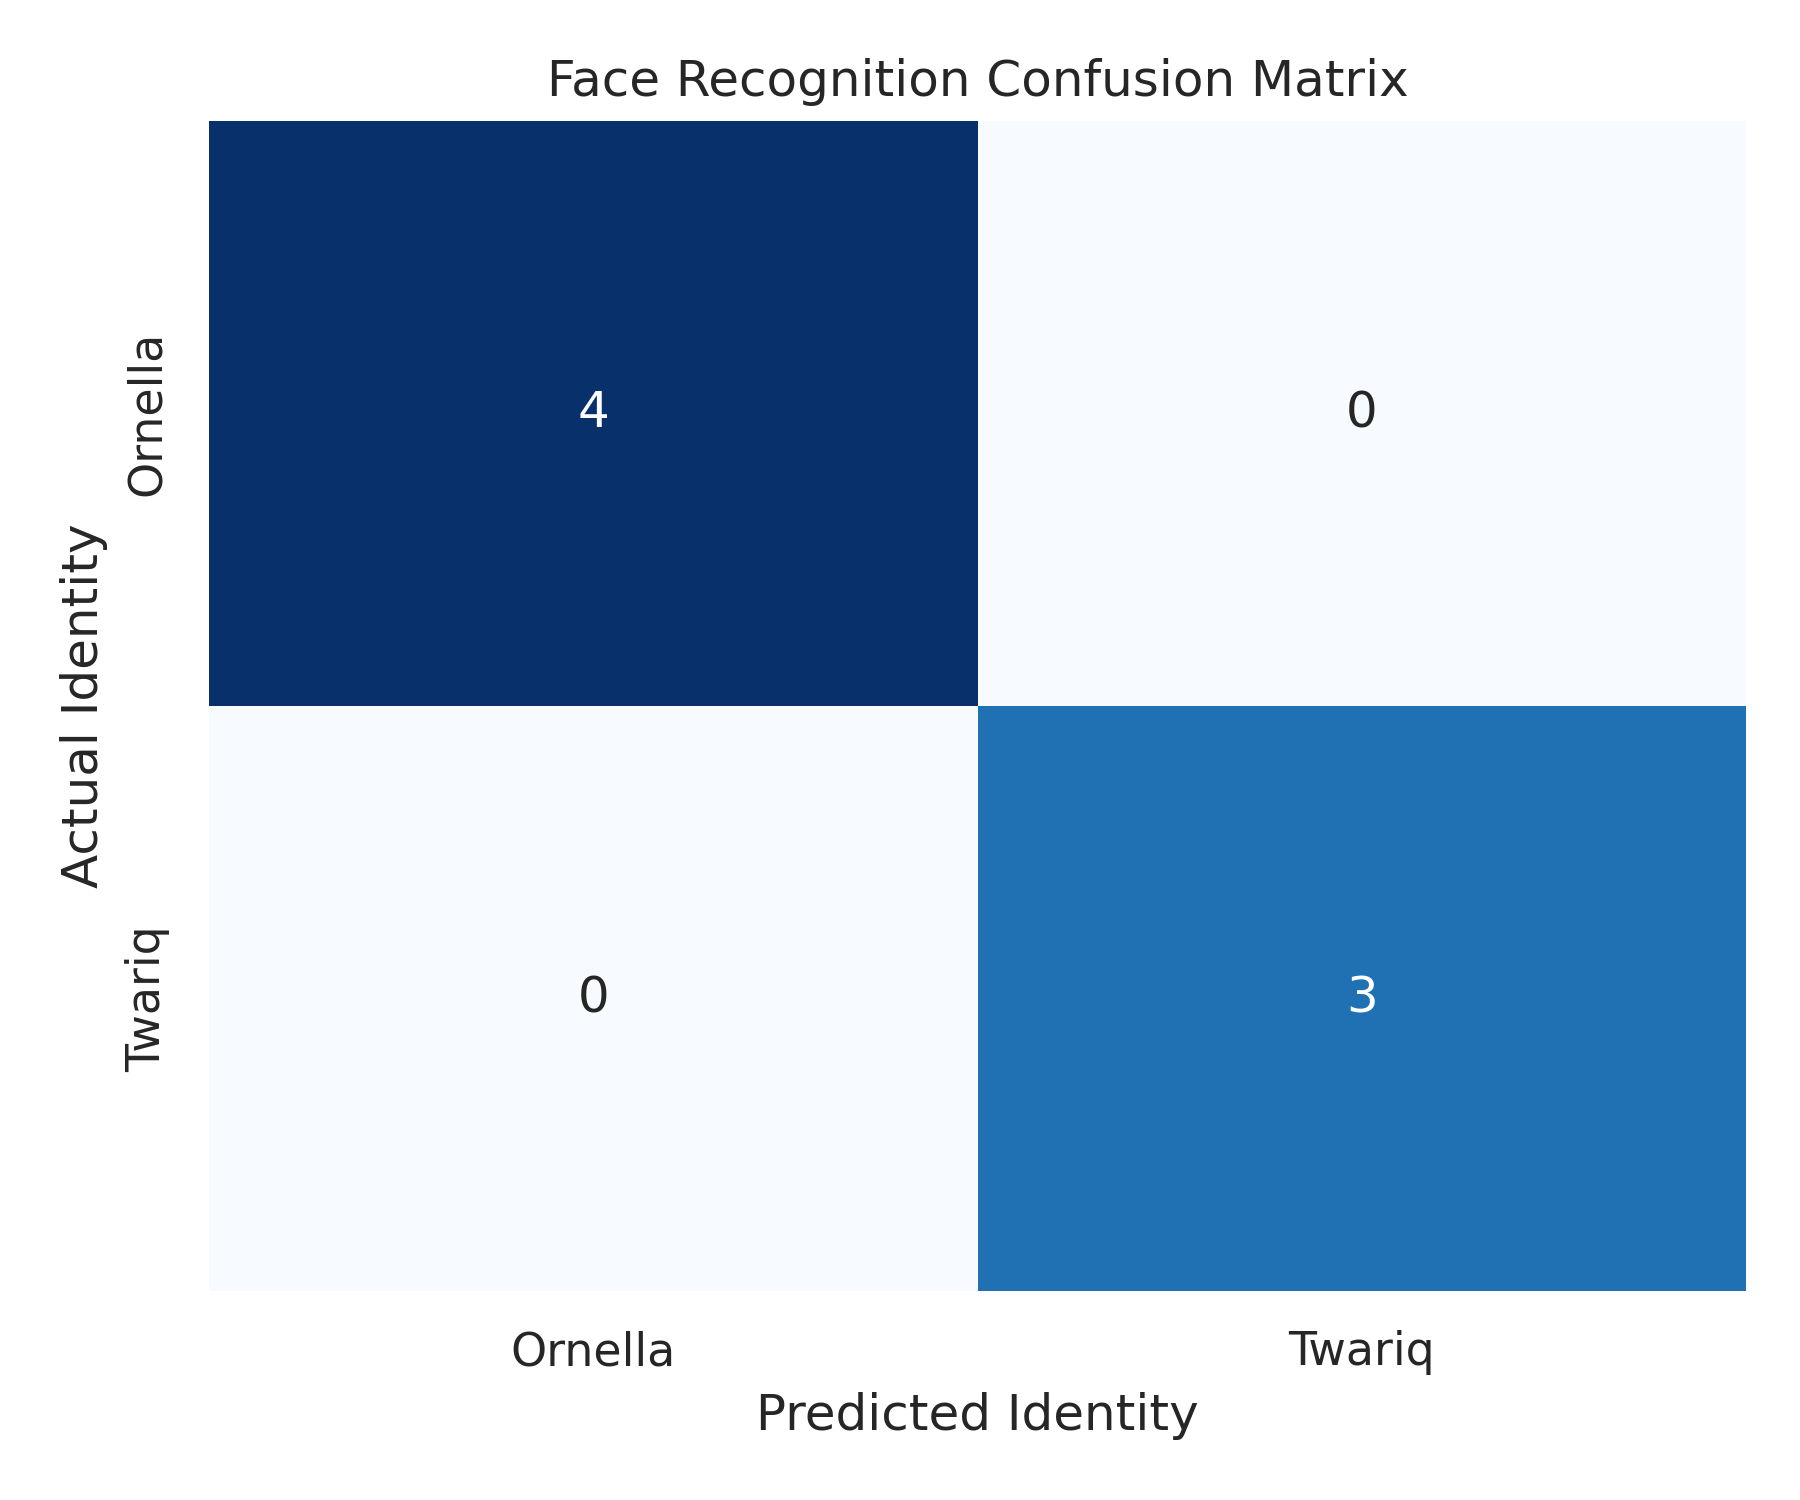 Face Recognition Confusion Matrix
Actual Identity
Ornella
4
0
Twariq
0
3
Ornella
Twariq
Predicted Identity